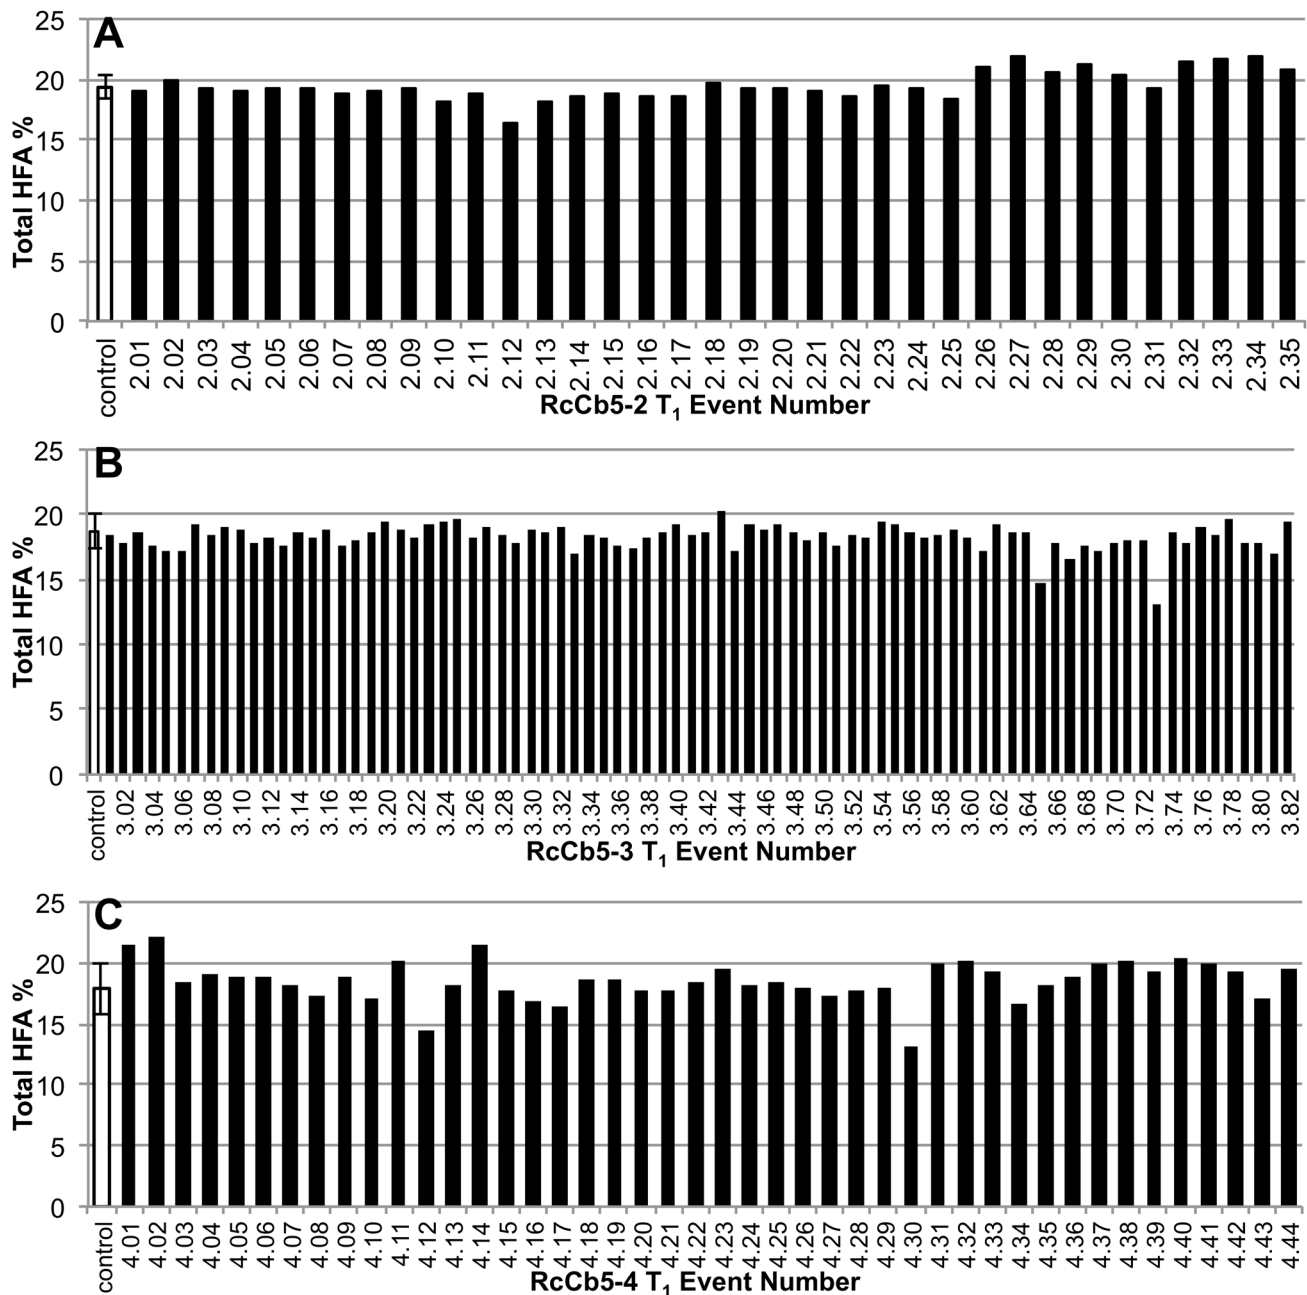 A
Total HFA %
25
20
15
10
5
0
control 2.01 2.02 2.03 2.04 2.05 2.06 2.07 2.08 2.09 2.10 2.11 2.12 2.13 2.14 2.15 2.16 2.17 2.18 2.19 2.20 2.21 2.22 2.23 2.24 2.25 2.26 2.27 2.28 2.29 2.30 2.31 2.32 2.33 2.34 2.35
RcCb5-2 T₁ Event Number
B
Total HFA %
25
20
15
10
5
0
control 3.02 3.04 3.06 3.08 3.10 3.12 3.14 3.16 3.18 3.20 3.22 3.24 3.26 3.28 3.30 3.32 3.34 3.36 3.38 3.40 3.42 3.44 3.46 3.48 3.50 3.52 3.54 3.56 3.58 3.60 3.62 3.64 3.66 3.68 3.70 3.72 3.74 3.76 3.78 3.80 3.82
RcCb5-3 T₁ Event Number
C
Total HFA %
25
20
15
10
5
0
control 4.01 4.02 4.03 4.04 4.05 4.06 4.07 4.08 4.09 4.10 4.11 4.12 4.13 4.14 4.15 4.16 4.17 4.18 4.19 4.20 4.21 4.22 4.23 4.24 4.25 4.26 4.27 4.28 4.29 4.30 4.31 4.32 4.33 4.34 4.35 4.36 4.37 4.38 4.39 4.40 4.41 4.42 4.43 4.44
RcCb5-4 T₁ Event Number